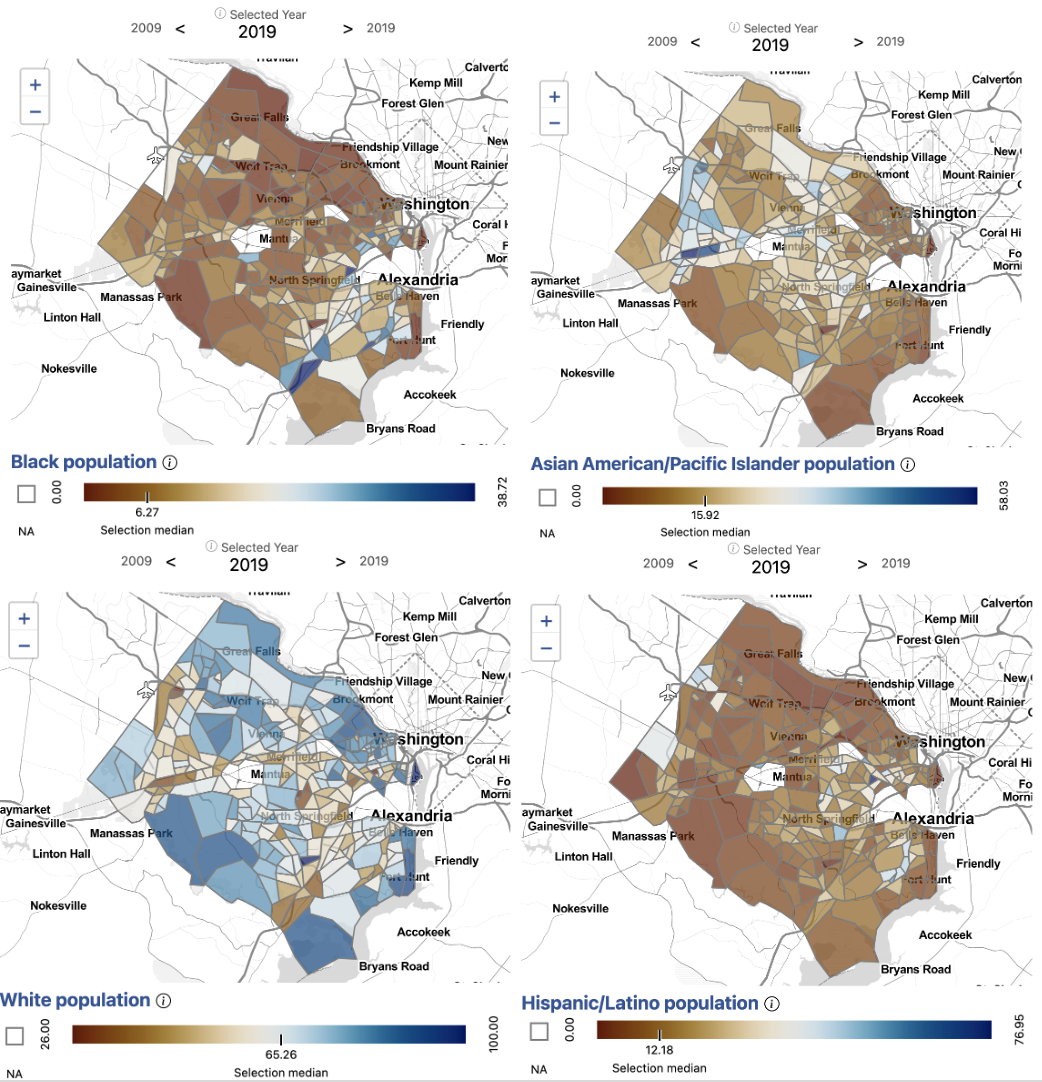 ⓘ Selected Year
2009 < 2019 > 2019
+
−
Calverton
Kemp Mill
Forest Glen
Great Falls
Friendship Village
Wolf Trap
Brookmont
Mount Rainier
Vienna
Washington
Merrifield
Coral H
Mantua
aymarket
Gainesville
North Springfield
Alexandria
Manassas Park
Belle Haven
Linton Hall
Friendly
Fort Hunt
Nokesville
Accokeek
Bryans Road
Black population ⓘ
0.00
38.72
6.27
NA
Selection median
ⓘ Selected Year
2009 < 2019 > 2019
+
−
Calverton
Kemp Mill
Forest Glen
Great Falls
Friendship Village
Wolf Trap
Brookmont
Mount Rainier
Vienna
Washington
Merrifield
Coral Hi
Mantua
Fo
Morni
aymarket
Gainesville
North Springfield
Alexandria
Manassas Park
Belle Haven
Linton Hall
Friendly
Fort Hunt
Nokesville
Accokeek
Bryans Road
Asian American/Pacific Islander population ⓘ
0.00
58.03
15.92
NA
Selection median
ⓘ Selected Year
2009 < 2019 > 2019
+
−
Calverton
Kemp Mill
Forest Glen
Great Falls
Friendship Village
Wolf Trap
Brookmont
Mount Rainier
Vienna
Washington
Merrifield
Coral Hi
Mantua
Fo
Morni
aymarket
Gainesville
North Springfield
Alexandria
Manassas Park
Belle Haven
Linton Hall
Friendly
Fort Hunt
Nokesville
Accokeek
Bryans Road
White population ⓘ
26.00
100.00
65.26
NA
Selection median
ⓘ Selected Year
2009 < 2019 > 2019
+
−
Calverton
Kemp Mill
Forest Glen
Great Falls
Friendship Village
Wolf Trap
Brookmont
Mount Rainier
Vienna
Washington
Merrifield
Coral Hi
Mantua
Fo
Morni
aymarket
Gainesville
North Springfield
Alexandria
Manassas Park
Belle Haven
Linton Hall
Friendly
Fort Hunt
Nokesville
Accokeek
Bryans Road
Hispanic/Latino population ⓘ
0.00
76.95
12.18
NA
Selection median